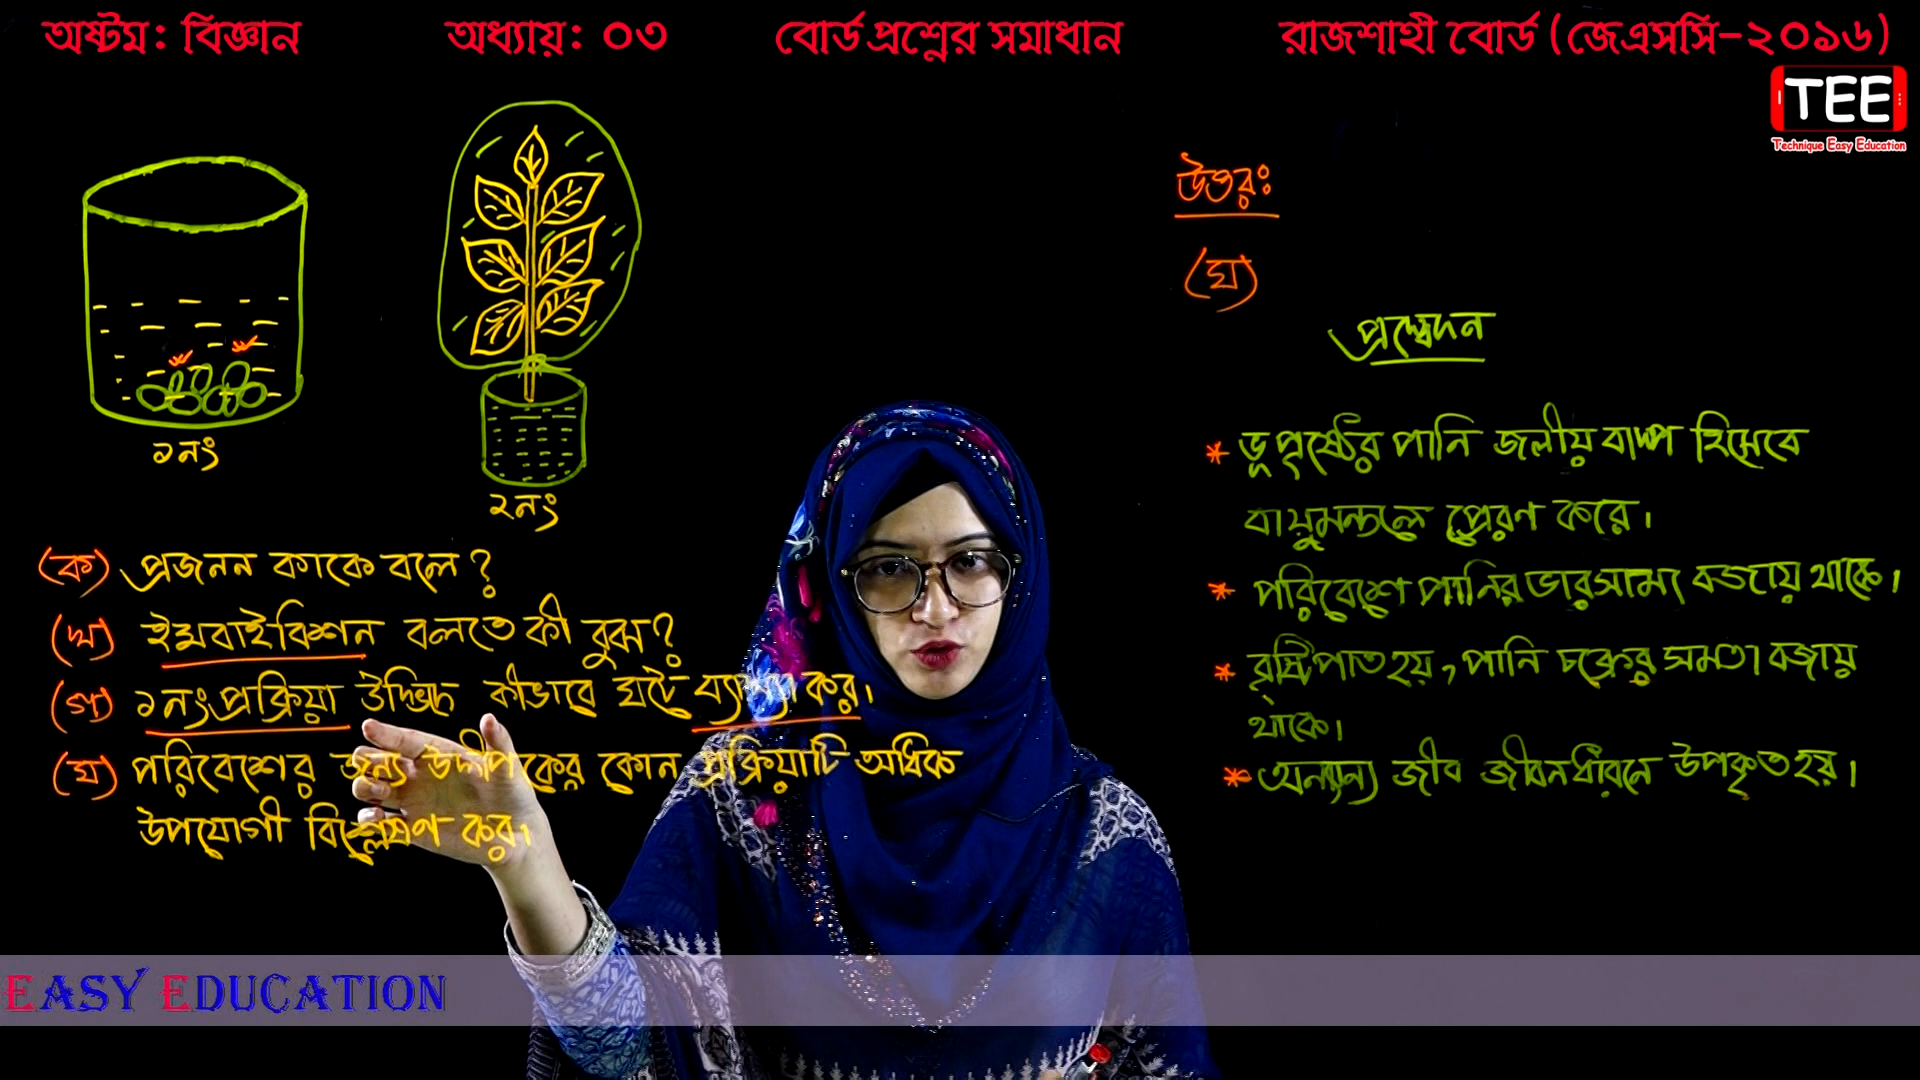 অষ্টম: বিজ্ঞান
অধ্যায়: ০৩
বোর্ড প্রশ্নের সমাধান
রাজশাহী বোর্ড (জেএসসি-২০১৬)
TEE
Technique Easy Education
১নং
২নং
(ক) প্রজনন কাকে বলে?
(খ) ইমবাইবিশন বলতে কী বুঝ?
(গ) ১নং প্রক্রিয়া উদ্ভিদে কীভাবে ঘটে ব্যাখ্যা কর।
(ঘ) পরিবেশের জন্য উদ্দীপকের কোন প্রক্রিয়াটি অধিক
উপযোগী বিশ্লেষণ কর।
উত্তরঃ
(ঘ)
প্রস্বেদন
* ভূপৃষ্ঠের পানি জলীয় বাষ্প হিসেবে
বায়ুমন্ডলে প্রেরণ করে।
* পরিবেশে পানির ভারসাম্য বজায় থাকে।
* বৃষ্টিপাত হয়, পানি চক্রের সমতা বজায়
থাকে।
* অন্যান্য জীব জীবনধারনে উপকৃত হয়।
EASY EDUCATION